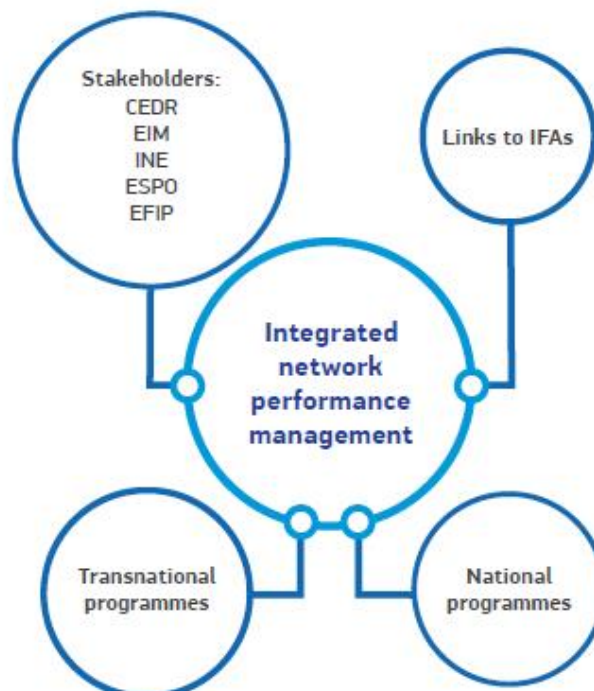 Stakeholders:
CEDR
EIM
INE
ESPO
EFIP
Links to IFAs
Integrated
network
performance
management
Transnational
programmes
National
programmes